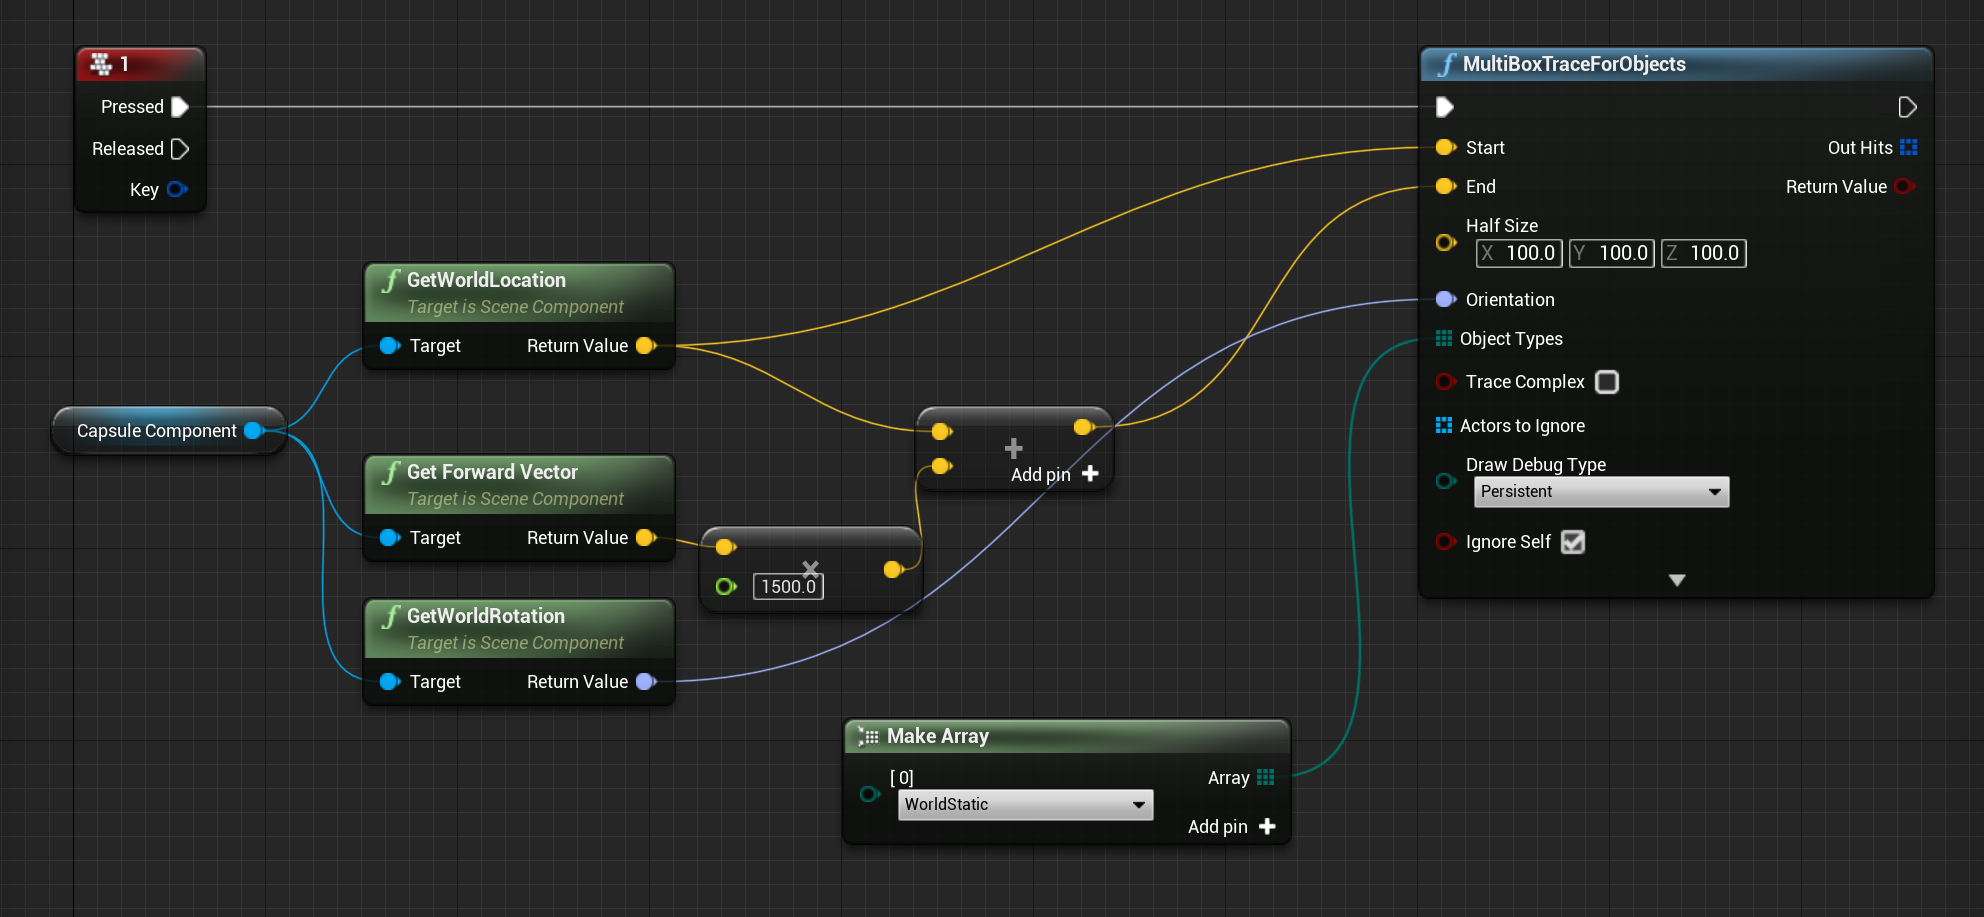 1
Pressed
Released
Key
MultiBoxTraceForObjects
Start
Out Hits
End
Return Value
Half Size
X 100.0 Y 100.0 Z 100.0
Orientation
Object Types
Trace Complex
Actors to Ignore
Draw Debug Type
Persistent
Ignore Self
GetWorldLocation
Target is Scene Component
Target Return Value
Capsule Component
Get Forward Vector
Target is Scene Component
Target Return Value
+
Add pin
×
1500.0
GetWorldRotation
Target is Scene Component
Target Return Value
Make Array
[ 0]
Array
WorldStatic
Add pin